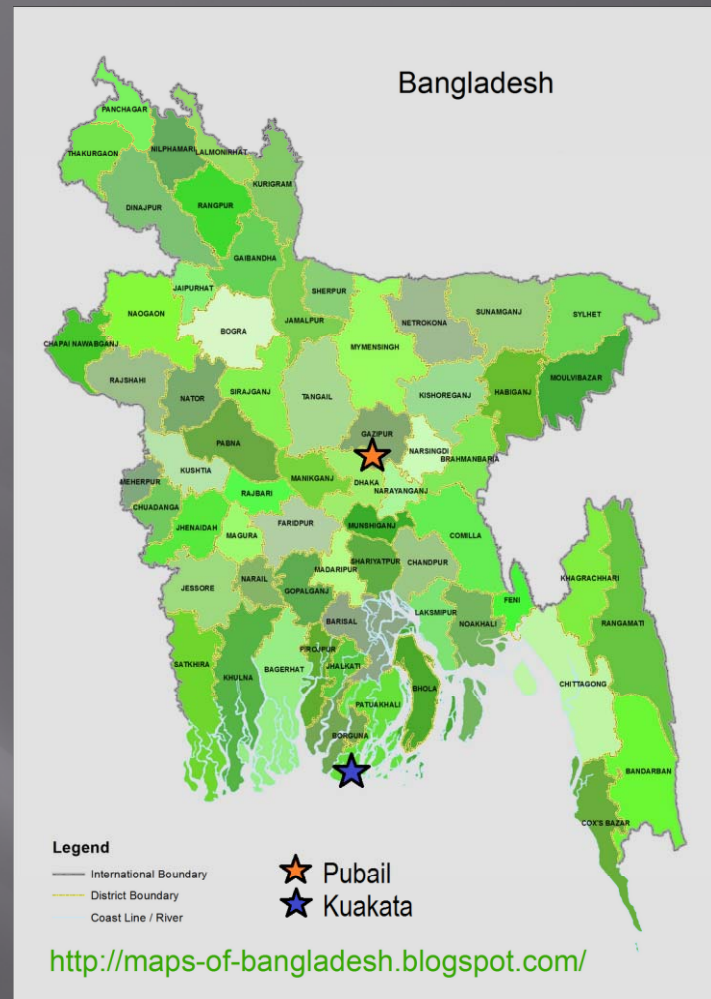 Bangladesh
PANCHAGAR
THAKURGAON
NILPHAMARI
LALMONIRHAT
KURIGRAM
DINAJPUR
RANGPUR
GAIBANDHA
JAIPURHAT
NAOGAON
BOGRA
JAMALPUR
SHERPUR
MYMENSINGH
NETROKONA
SUNAMGANJ
SYLHET
CHAPAI NAWABGANJ
RAJSHAHI
NATOR
SIRAJGANJ
TANGAIL
KISHOREGANJ
HABIGANJ
MOULVIBAZAR
PABNA
GAZIPUR
NARSINGDI
BRAHMANBARIA
KUSHTIA
MEHERPUR
CHUADANGA
RAJBARI
MANIKGANJ
DHAKA
NARAYANGANJ
JHENAIDAH
MAGURA
FARIDPUR
MUNSHIGANJ
COMILLA
JESSORE
NARAIL
GOPALGANJ
MADARIPUR
SHARIYATPUR
CHANDPUR
KHAGRACHHARI
RANGAMATI
FENI
LAKSMIPUR
NOAKHALI
BARISAL
SATKHIRA
KHULNA
BAGERHAT
PIROJPUR
JHALKATI
BHOLA
CHITTAGONG
PATUAKHALI
BORGUNA
BANDARBAN
COX'S BAZAR
Legend
International Boundary
District Boundary
Coast Line / River
Pubail
Kuakata
http://maps-of-bangladesh.blogspot.com/